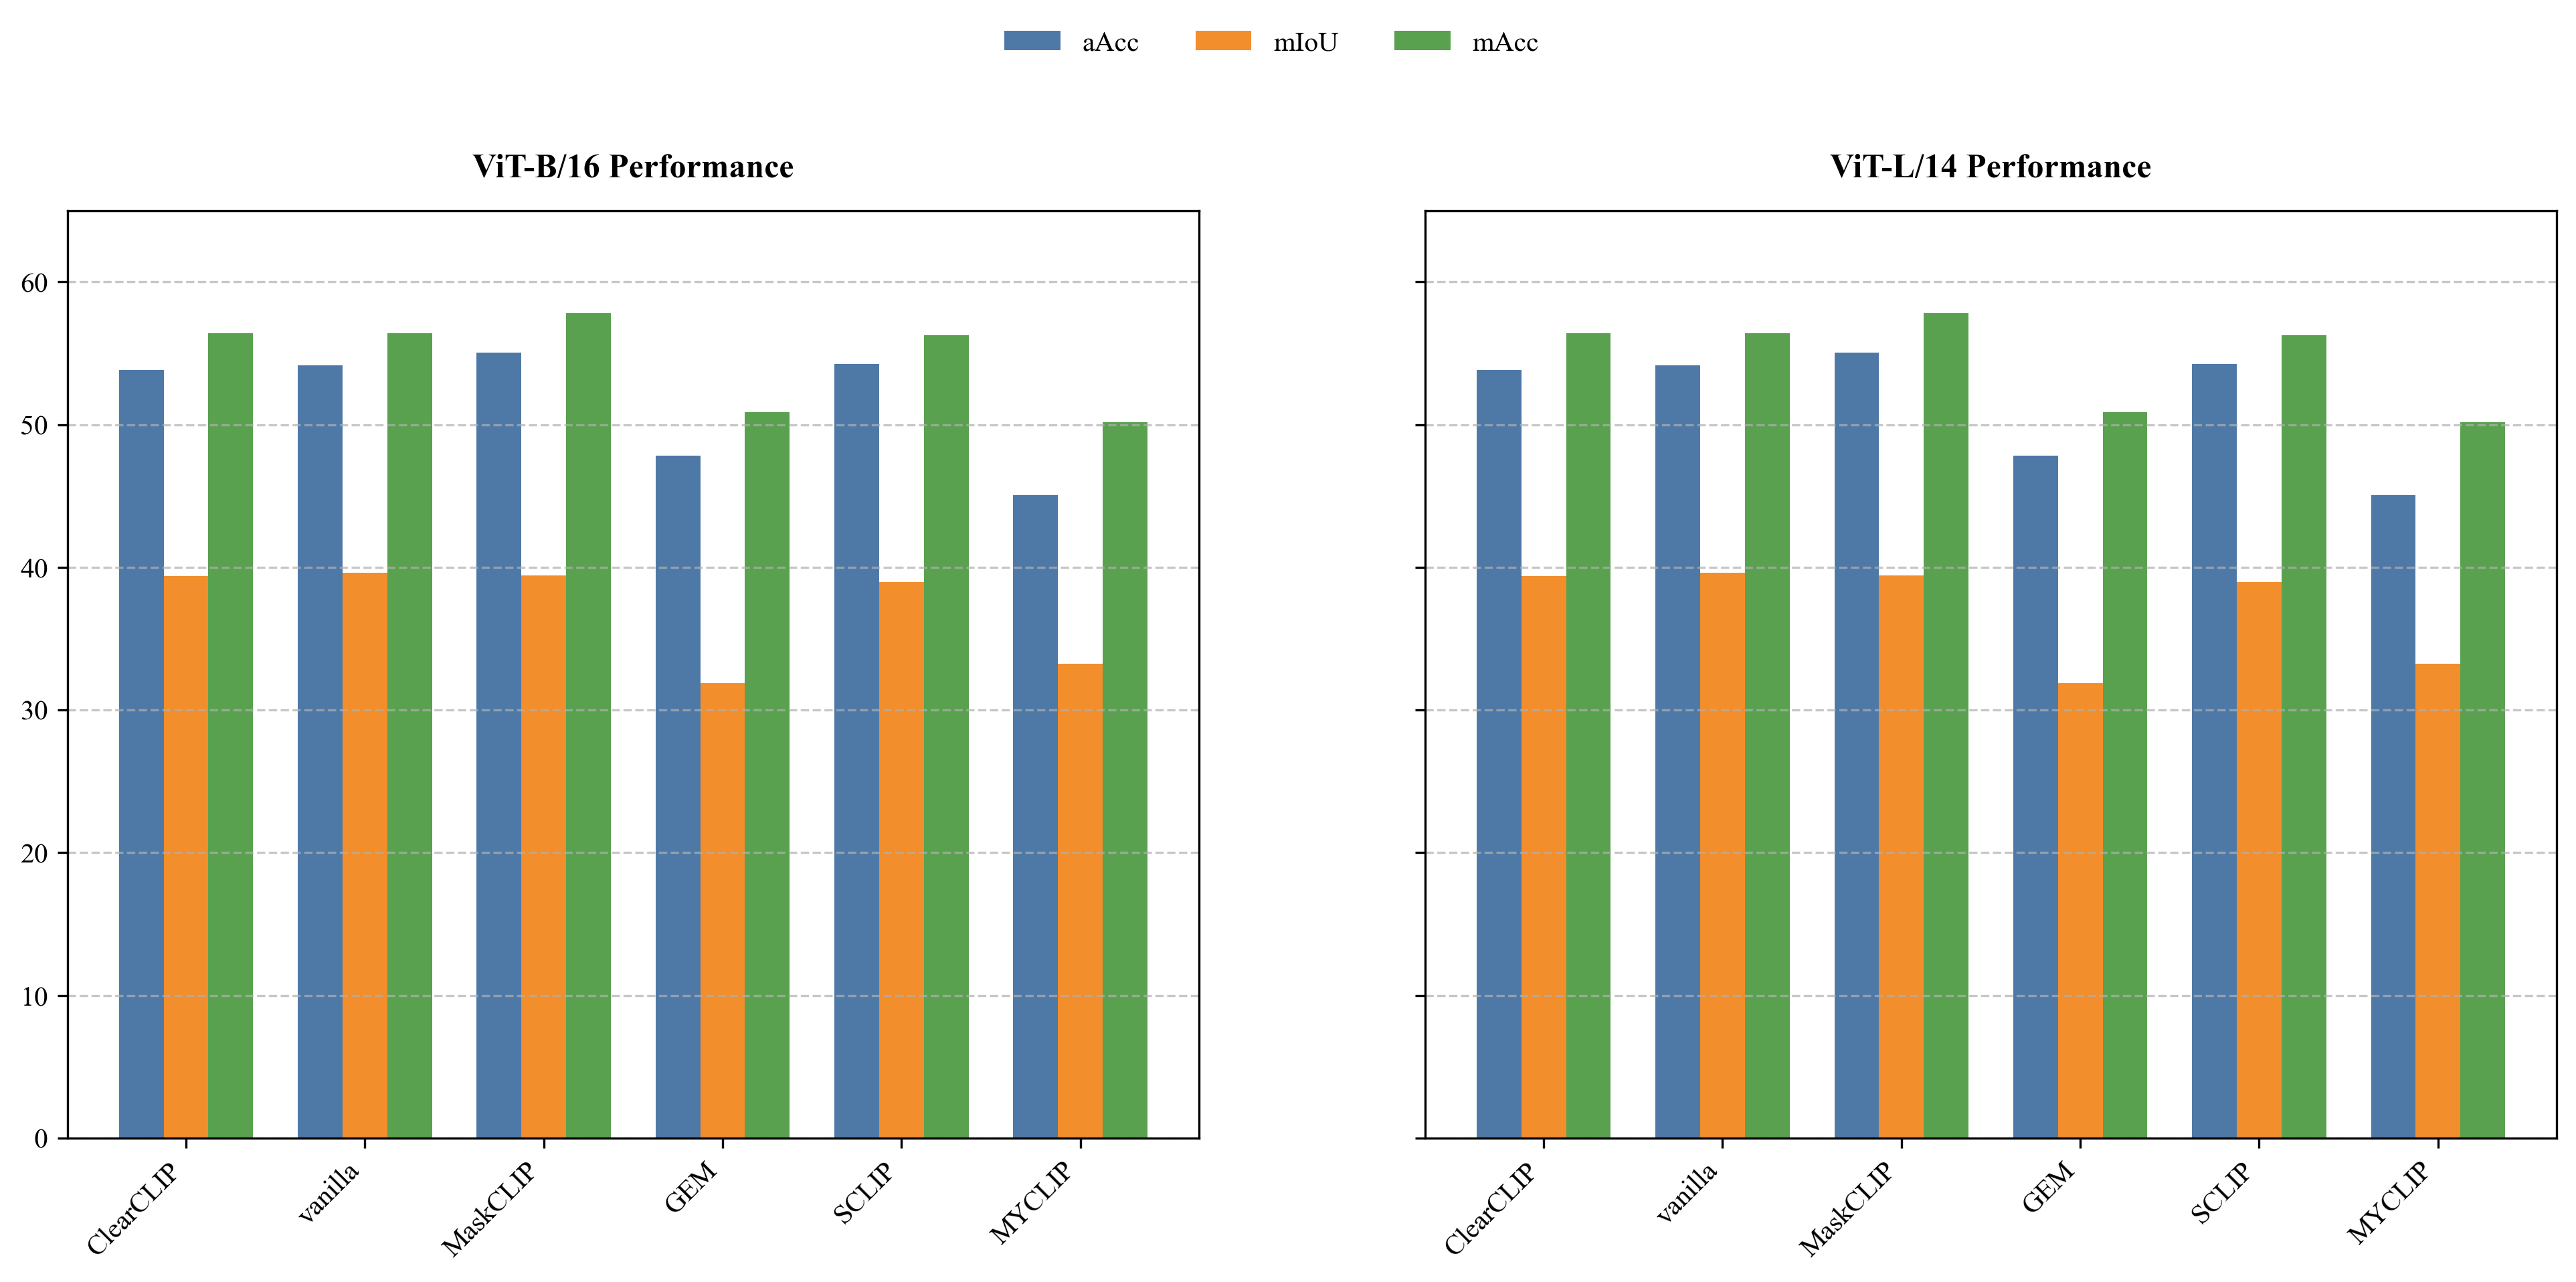 aAcc mIoU mAcc
ViT-B/16 Performance
60
50
40
30
20
10
0
ClearCLIP vanilla MaskCLIP GEM SCLIP MYCLIP
ViT-L/14 Performance
ClearCLIP vanilla MaskCLIP GEM SCLIP MYCLIP